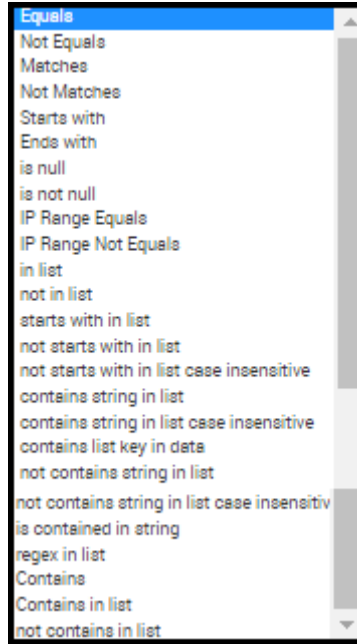 Equals
Not Equals
Matches
Not Matches
Starts with
Ends with
is null
is not null
IP Range Equals
IP Range Not Equals
in list
not in list
starts with in list
not starts with in list
not starts with in list case insensitive
contains string in list
contains string in list case insensitive
contains list key in data
not contains string in list
not contains string in list case insensitiv
is contained in string
regex in list
Contains
Contains in list
not contains in list